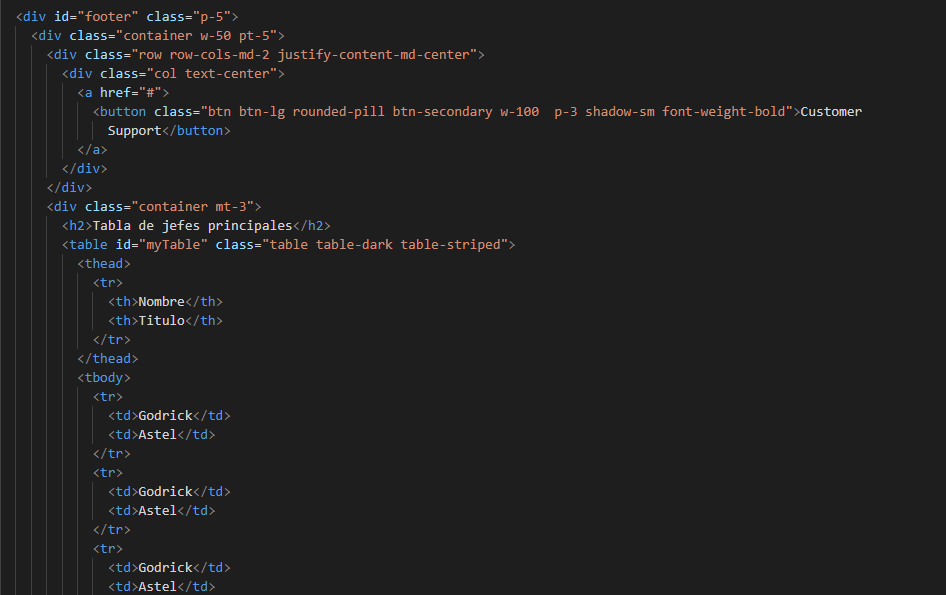 <div id="footer" class="p-5">
<div class="container w-50 pt-5">
<div class="row row-cols-md-2 justify-content-md-center">
<div class="col text-center">
<a href="#">
<button class="btn btn-lg rounded-pill btn-secondary w-100  p-3 shadow-sm font-weight-bold">Customer
Support</button>
</a>
</div>
</div>
<div class="container mt-3">
<h2>Tabla de jefes principales</h2>
<table id="myTable" class="table table-dark table-striped">
<thead>
<tr>
<th>Nombre</th>
<th>Titulo</th>
</tr>
</thead>
<tbody>
<tr>
<td>Godrick</td>
<td>Astel</td>
</tr>
<tr>
<td>Godrick</td>
<td>Astel</td>
</tr>
<tr>
<td>Godrick</td>
<td>Astel</td>